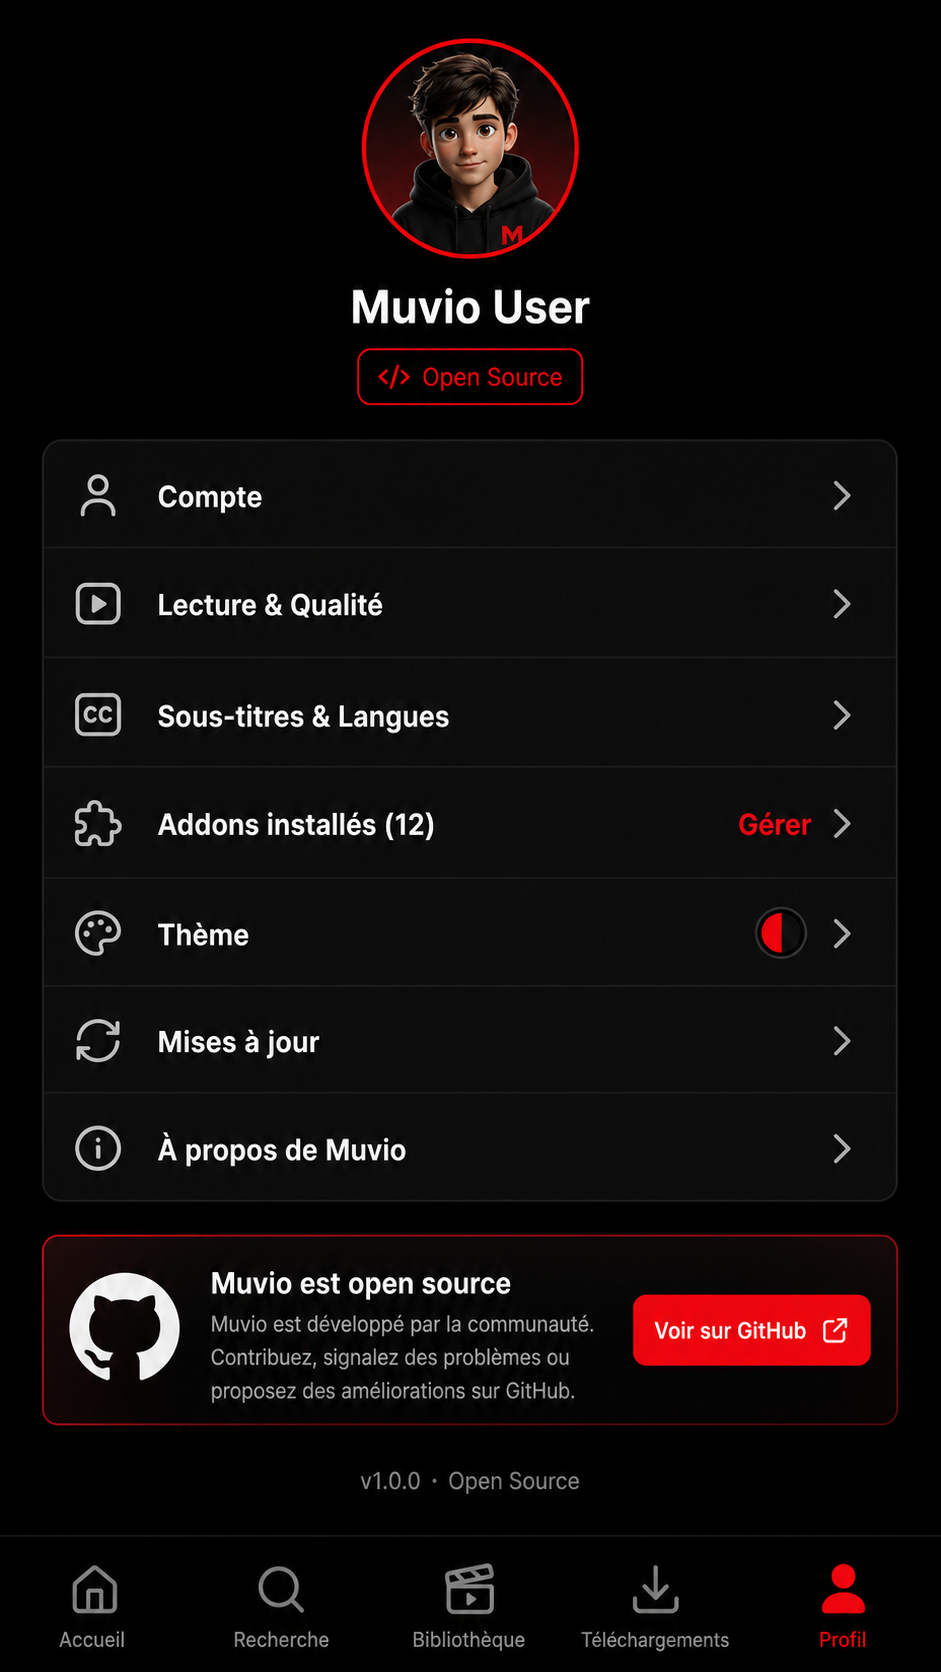 M
Muvio User
</> Open Source
Compte
Lecture & Qualité
CC Sous-titres & Langues
Addons installés (12) Gérer
Thème
Mises à jour
À propos de Muvio
Muvio est open source
Muvio est développé par la communauté.
Contribuez, signalez des problèmes ou
proposez des améliorations sur GitHub.
Voir sur GitHub
v1.0.0 · Open Source
Accueil Recherche Bibliothèque Téléchargements Profil